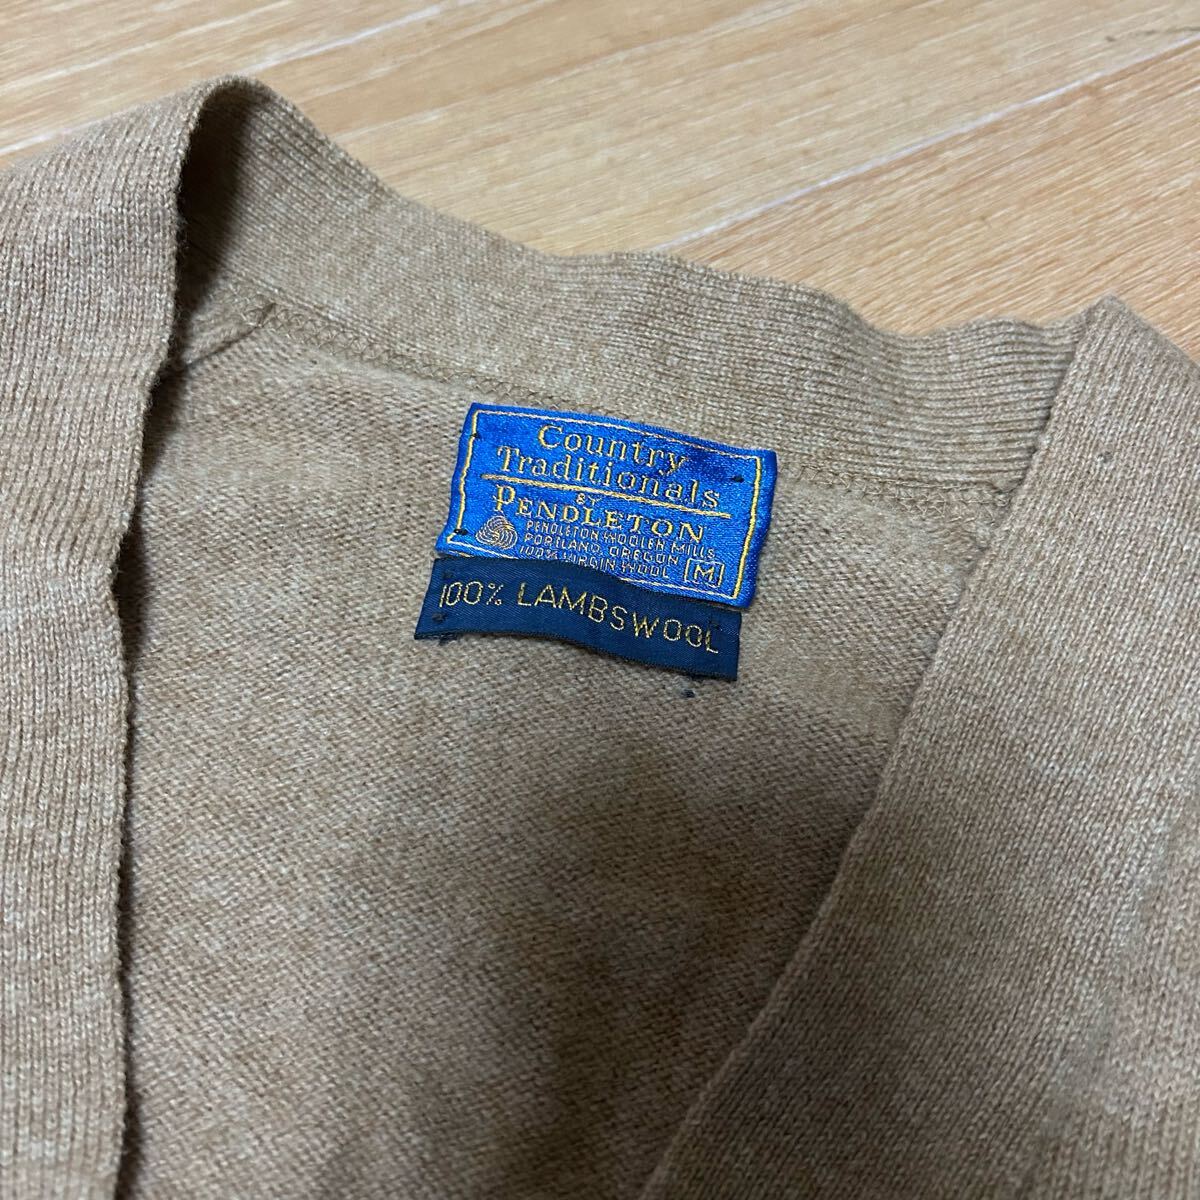 Country
Traditionals
BY
PENDLETON
PENDLETON WOOLEN MILLS
PORTLAND, OREGON
100% VIRGIN WOOL [M]
100% LAMBSWOOL